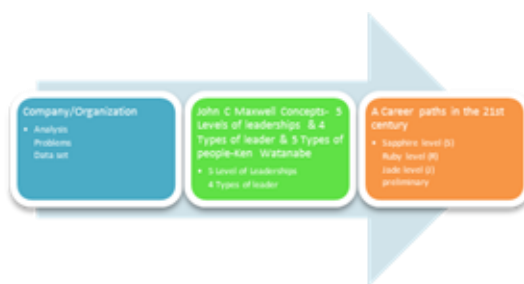 Company/Organization
• Analysis
Problems
Data set
John C Maxwell Concepts- 5
Levels of leaderships & 4
Types of leader & 5 Types of
people-Ken Watanabe
• 5 Level of Leaderships
4 Types of leader
A Career paths in the 21st
century
• Sapphire level (S)
Ruby level (R)
Jade level (J)
preliminary